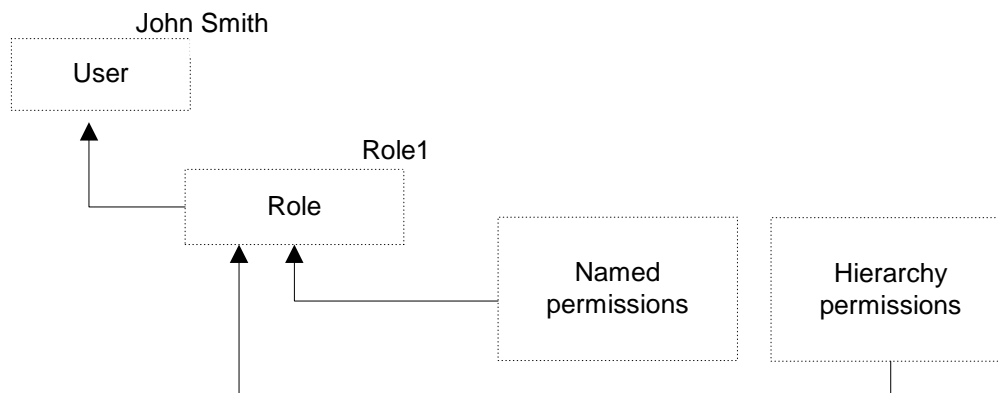 John Smith
User
Role1
Role
Named
permissions
Hierarchy
permissions